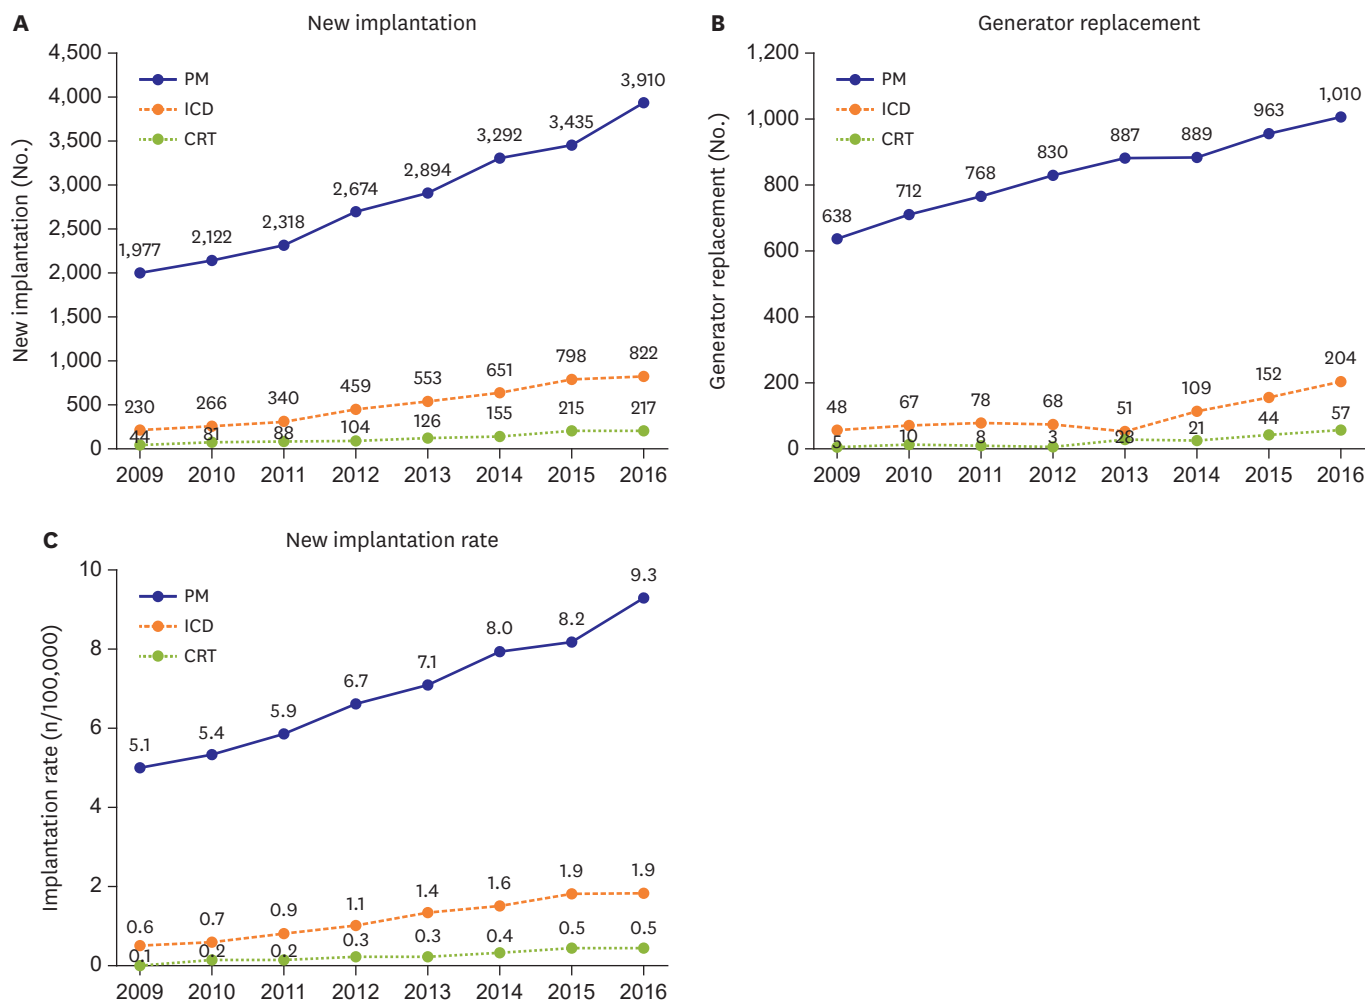 A New implantation
4,500
4,000
3,500
3,000
2,500
2,000
1,500
1,000
500
0
New implantation (No.)
PM
ICD
CRT
1,977 2,122 2,318 2,674 2,894 3,292 3,435 3,910
230 266 340 459 553 651 798 822
44 81 88 104 126 155 215 217
2009 2010 2011 2012 2013 2014 2015 2016
B Generator replacement
1,200
1,000
800
600
400
200
0
Generator replacement (No.)
PM
ICD
CRT
638 712 768 830 887 889 963 1,010
48 67 78 68 51 109 152 204
5 10 8 3 28 21 44 57
2009 2010 2011 2012 2013 2014 2015 2016
C New implantation rate
10
8
6
4
2
0
Implantation rate (n/100,000)
PM
ICD
CRT
5.1 5.4 5.9 6.7 7.1 8.0 8.2 9.3
0.6 0.7 0.9 1.1 1.4 1.6 1.9 1.9
0.1 0.2 0.2 0.3 0.3 0.4 0.5 0.5
2009 2010 2011 2012 2013 2014 2015 2016